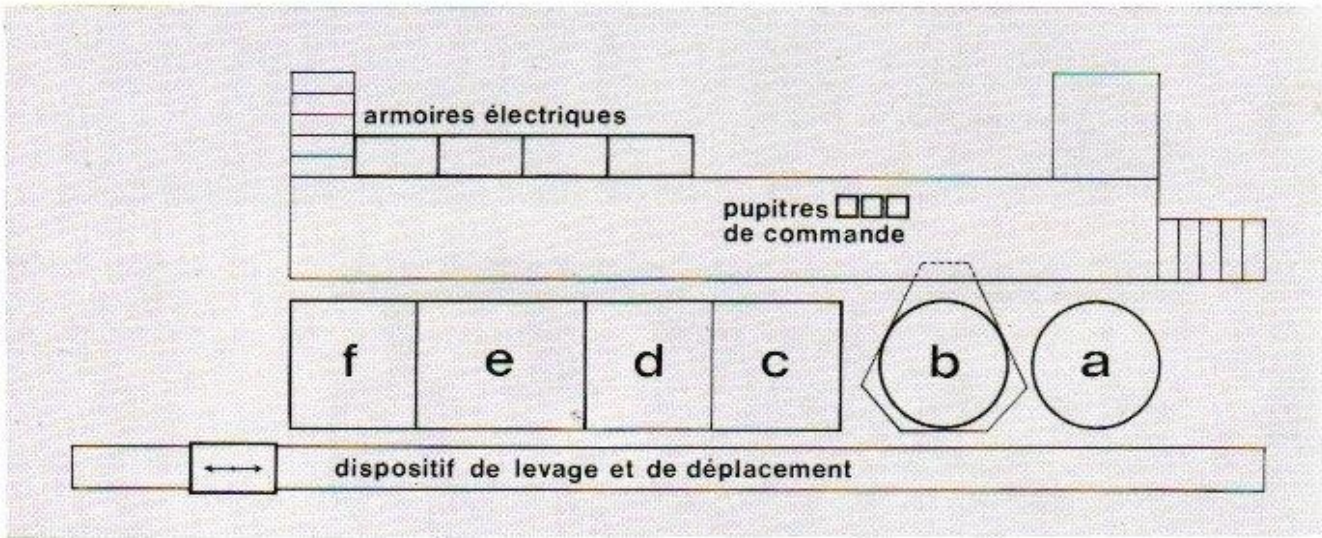 armoires électriques
pupitres
de commande
f e d c b a
dispositif de levage et de déplacement